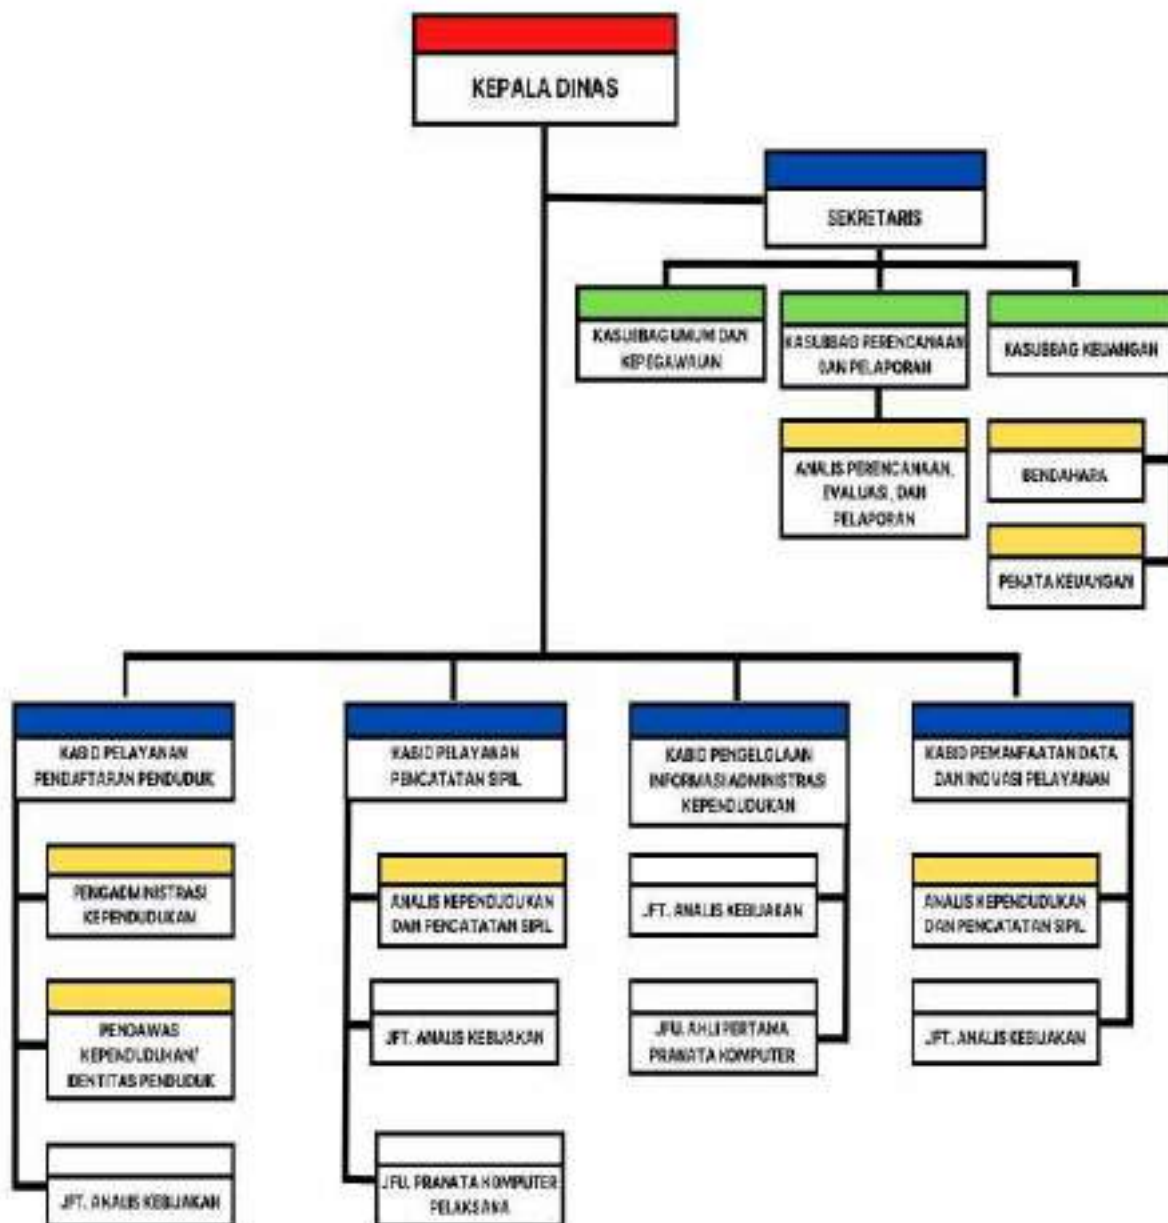 KEPALA DINAS
SEKRETARIS
KASUBBAG UMUM DAN
KEPEGAWAIAN
KASUBBAG PERENCANAAN
DAN PELAPORAN
KASUBBAG KEUANGAN
ANALIS PERENCANAAN,
EVALUASI, DAN
PELAPORAN
BENDAHARA
PENATA KEUANGAN
KABID PELAYANAN
PENDAFTARAN PENDUDUK
PENGADMINISTRASI
KEPENDUDUKAN
PENGAWAS
KEPENDUDUKAN/
IDENTITAS PENDUDUK
JFT. ANALIS KEBIJAKAN
KABID PELAYANAN
PENCATATAN SIPIL
ANALIS KEPENDUDUKAN
DAN PENCATATAN SIPIL
JFT. ANALIS KEBIJAKAN
JFU. PRANATA KOMPUTER
PELAKSANA
KABID PENGELOLAAN
INFORMASI ADMINISTRASI
KEPENDUDUKAN
JFT. ANALIS KEBIJAKAN
JFU. AHLI PERTAMA
PRANATA KOMPUTER
KABID PEMANFAATAN DATA
DAN INOVASI PELAYANAN
ANALIS KEPENDUDUKAN
DAN PENCATATAN SIPIL
JFT. ANALIS KEBIJAKAN